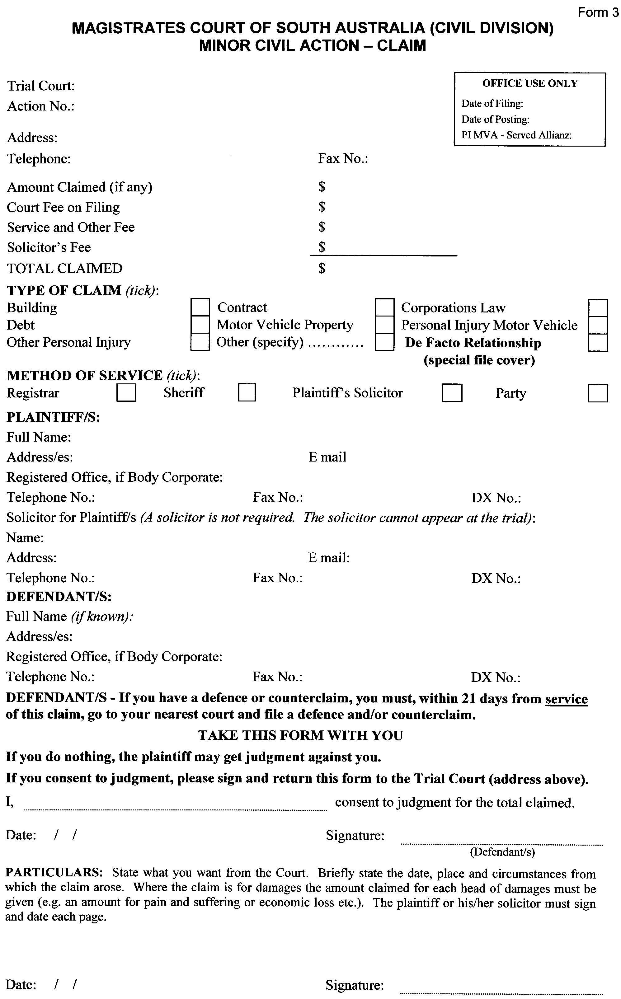 Form 3
MAGISTRATES COURT OF SOUTH AUSTRALIA (CIVIL DIVISION)
MINOR CIVIL ACTION – CLAIM
Trial Court:
Action No.:
OFFICE USE ONLY
Date of Filing:
Date of Posting:
PI MVA - Served Allianz:
Address:
Telephone: Fax No.:
Amount Claimed (if any) $
Court Fee on Filing $
Service and Other Fee $
Solicitor's Fee $
TOTAL CLAIMED $
TYPE OF CLAIM (tick):
Building Contract Corporations Law
Debt Motor Vehicle Property Personal Injury Motor Vehicle
Other Personal Injury Other (specify) ............ De Facto Relationship
(special file cover)
METHOD OF SERVICE (tick):
Registrar Sheriff Plaintiff's Solicitor Party
PLAINTIFF/S:
Full Name:
Address/es: E mail
Registered Office, if Body Corporate:
Telephone No.: Fax No.: DX No.:
Solicitor for Plaintiff/s (A solicitor is not required. The solicitor cannot appear at the trial):
Name:
Address: E mail:
Telephone No.: Fax No.: DX No.:
DEFENDANT/S:
Full Name (if known):
Address/es:
Registered Office, if Body Corporate:
Telephone No.: Fax No.: DX No.:
DEFENDANT/S - If you have a defence or counterclaim, you must, within 21 days from service
of this claim, go to your nearest court and file a defence and/or counterclaim.
TAKE THIS FORM WITH YOU
If you do nothing, the plaintiff may get judgment against you.
If you consent to judgment, please sign and return this form to the Trial Court (address above).
I, consent to judgment for the total claimed.
Date: / / Signature:
(Defendant/s)
PARTICULARS: State what you want from the Court. Briefly state the date, place and circumstances from
which the claim arose. Where the claim is for damages the amount claimed for each head of damages must be
given (e.g. an amount for pain and suffering or economic loss etc.). The plaintiff or his/her solicitor must sign
and date each page.
Date: / / Signature: